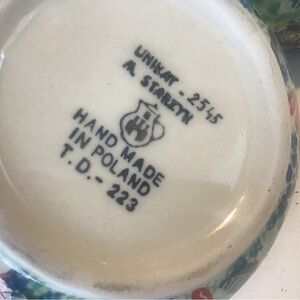 UNIKAT - 2545
A. STARZYK
HAND MADE
IN POLAND
T.D.- 223